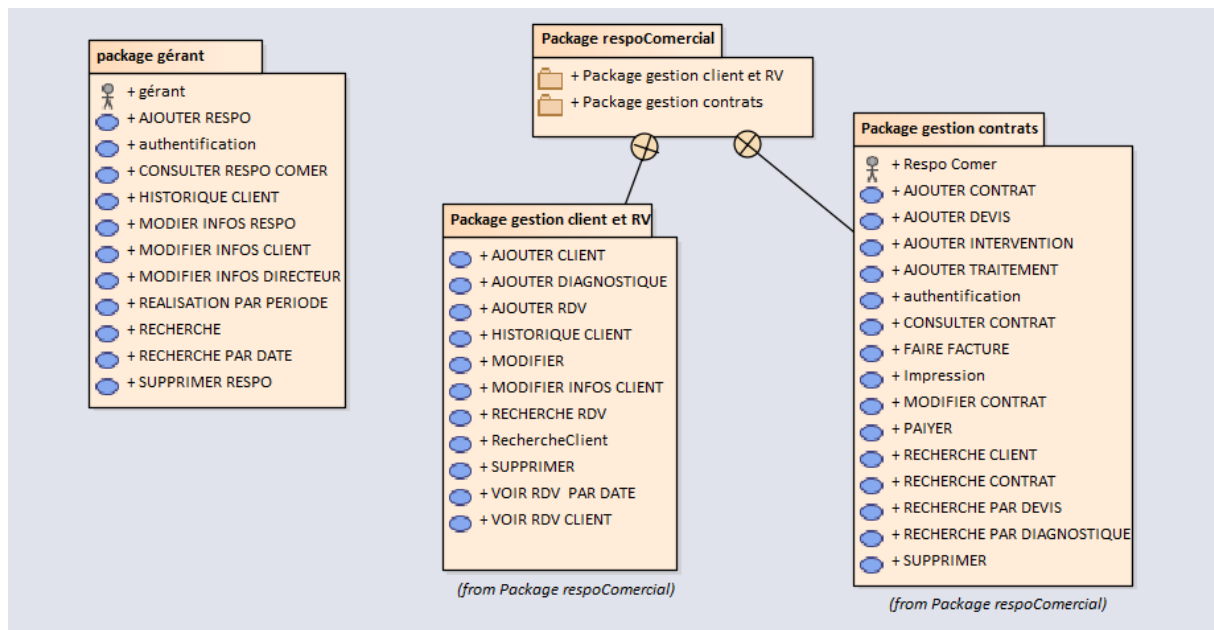 package gérant
+ gérant
+ AJOUTER RESPO
+ authentification
+ CONSULTER RESPO COMER
+ HISTORIQUE CLIENT
+ MODIER INFOS RESPO
+ MODIFIER INFOS CLIENT
+ MODIFIER INFOS DIRECTEUR
+ REALISATION PAR PERIODE
+ RECHERCHE
+ RECHERCHE PAR DATE
+ SUPPRIMER RESPO
Package respoComercial
+ Package gestion client et RV
+ Package gestion contrats
Package gestion client et RV
+ AJOUTER CLIENT
+ AJOUTER DIAGNOSTIQUE
+ AJOUTER RDV
+ HISTORIQUE CLIENT
+ MODIFIER
+ MODIFIER INFOS CLIENT
+ RECHERCHE RDV
+ RechercheClient
+ SUPPRIMER
+ VOIR RDV PAR DATE
+ VOIR RDV CLIENT
(from Package respoComercial)
Package gestion contrats
+ Respo Comer
+ AJOUTER CONTRAT
+ AJOUTER DEVIS
+ AJOUTER INTERVENTION
+ AJOUTER TRAITEMENT
+ authentification
+ CONSULTER CONTRAT
+ FAIRE FACTURE
+ Impression
+ MODIFIER CONTRAT
+ PAIYER
+ RECHERCHE CLIENT
+ RECHERCHE CONTRAT
+ RECHERCHE PAR DEVIS
+ RECHERCHE PAR DIAGNOSTIQUE
+ SUPPRIMER
(from Package respoComercial)